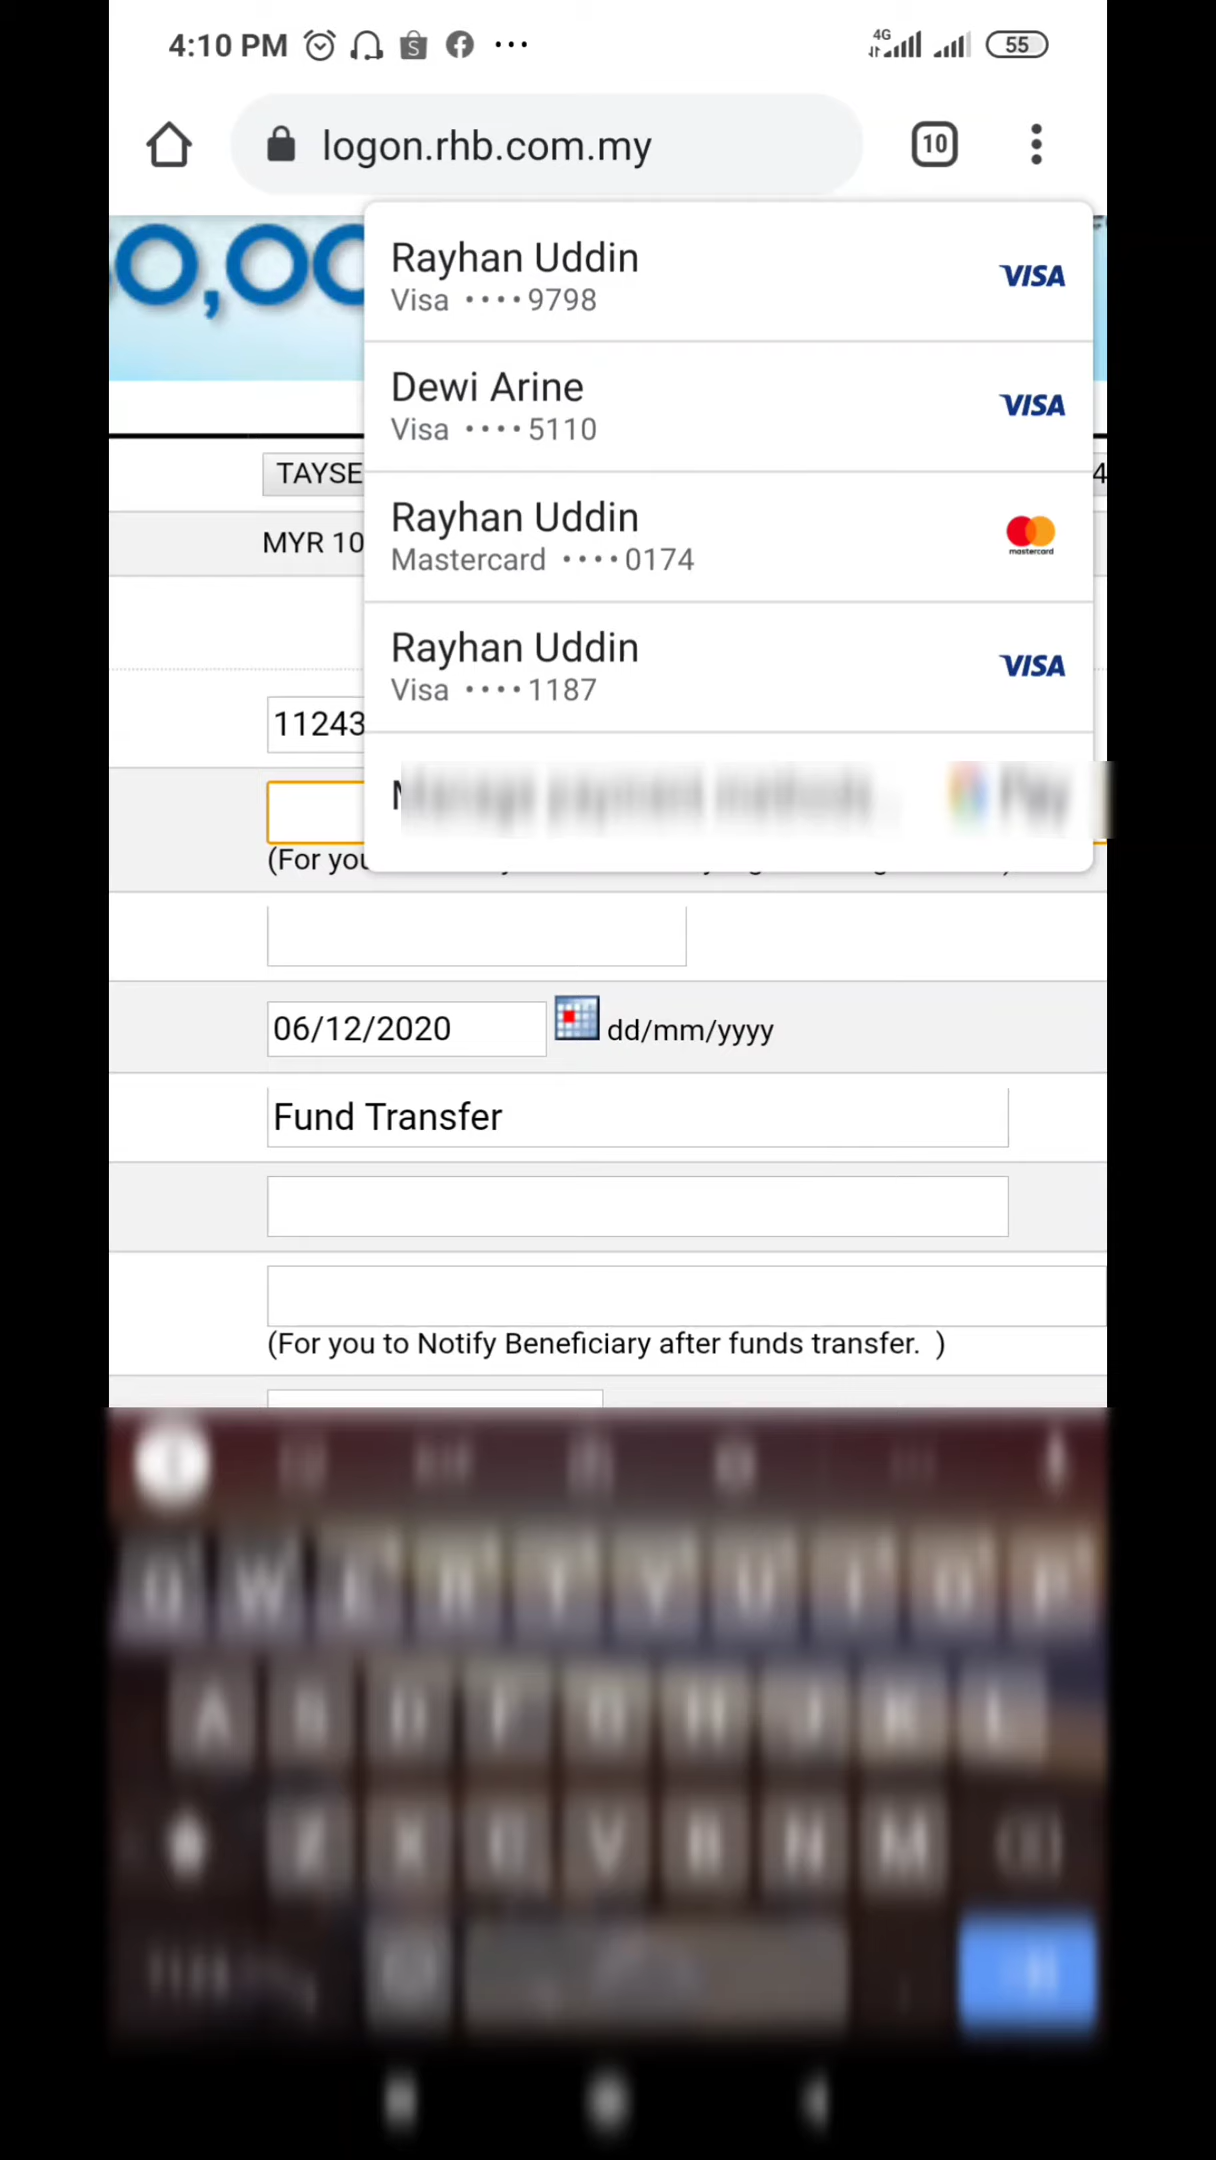 4:10 PM
4G
55
logon.rhb.com.my
10
0,00
Rayhan Uddin
Visa ····9798
VISA
Dewi Arine
Visa ····5110
VISA
TAYSE
4
Rayhan Uddin
Mastercard ····0174
mastercard
MYR 10
Rayhan Uddin
Visa ····1187
VISA
11243
(For you
06/12/2020
dd/mm/yyyy
Fund Transfer
(For you to Notify Beneficiary after funds transfer. )